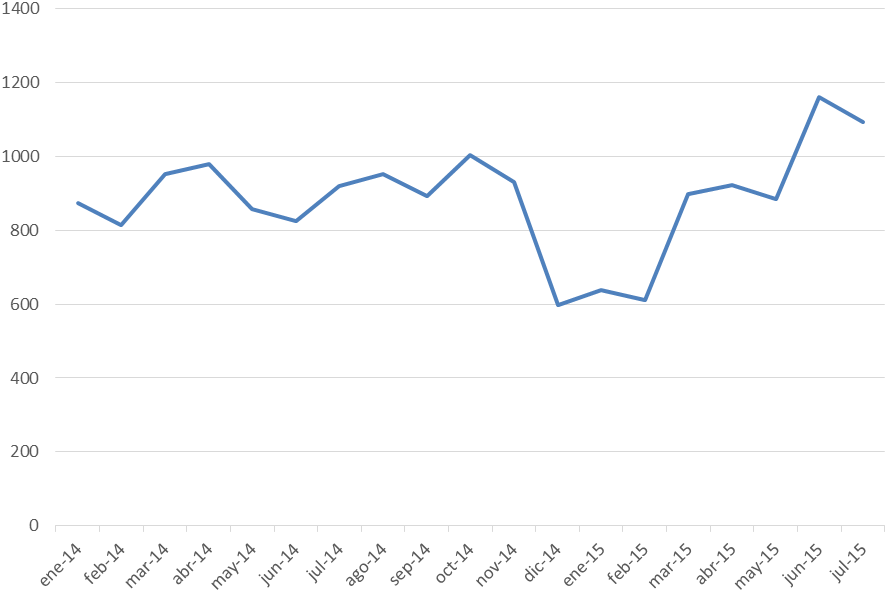 1400
1200
1000
800
600
400
200
0
ene-14
feb-14
mar-14
abr-14
may-14
jun-14
jul-14
ago-14
sep-14
oct-14
nov-14
dic-14
ene-15
feb-15
mar-15
abr-15
may-15
jun-15
jul-15